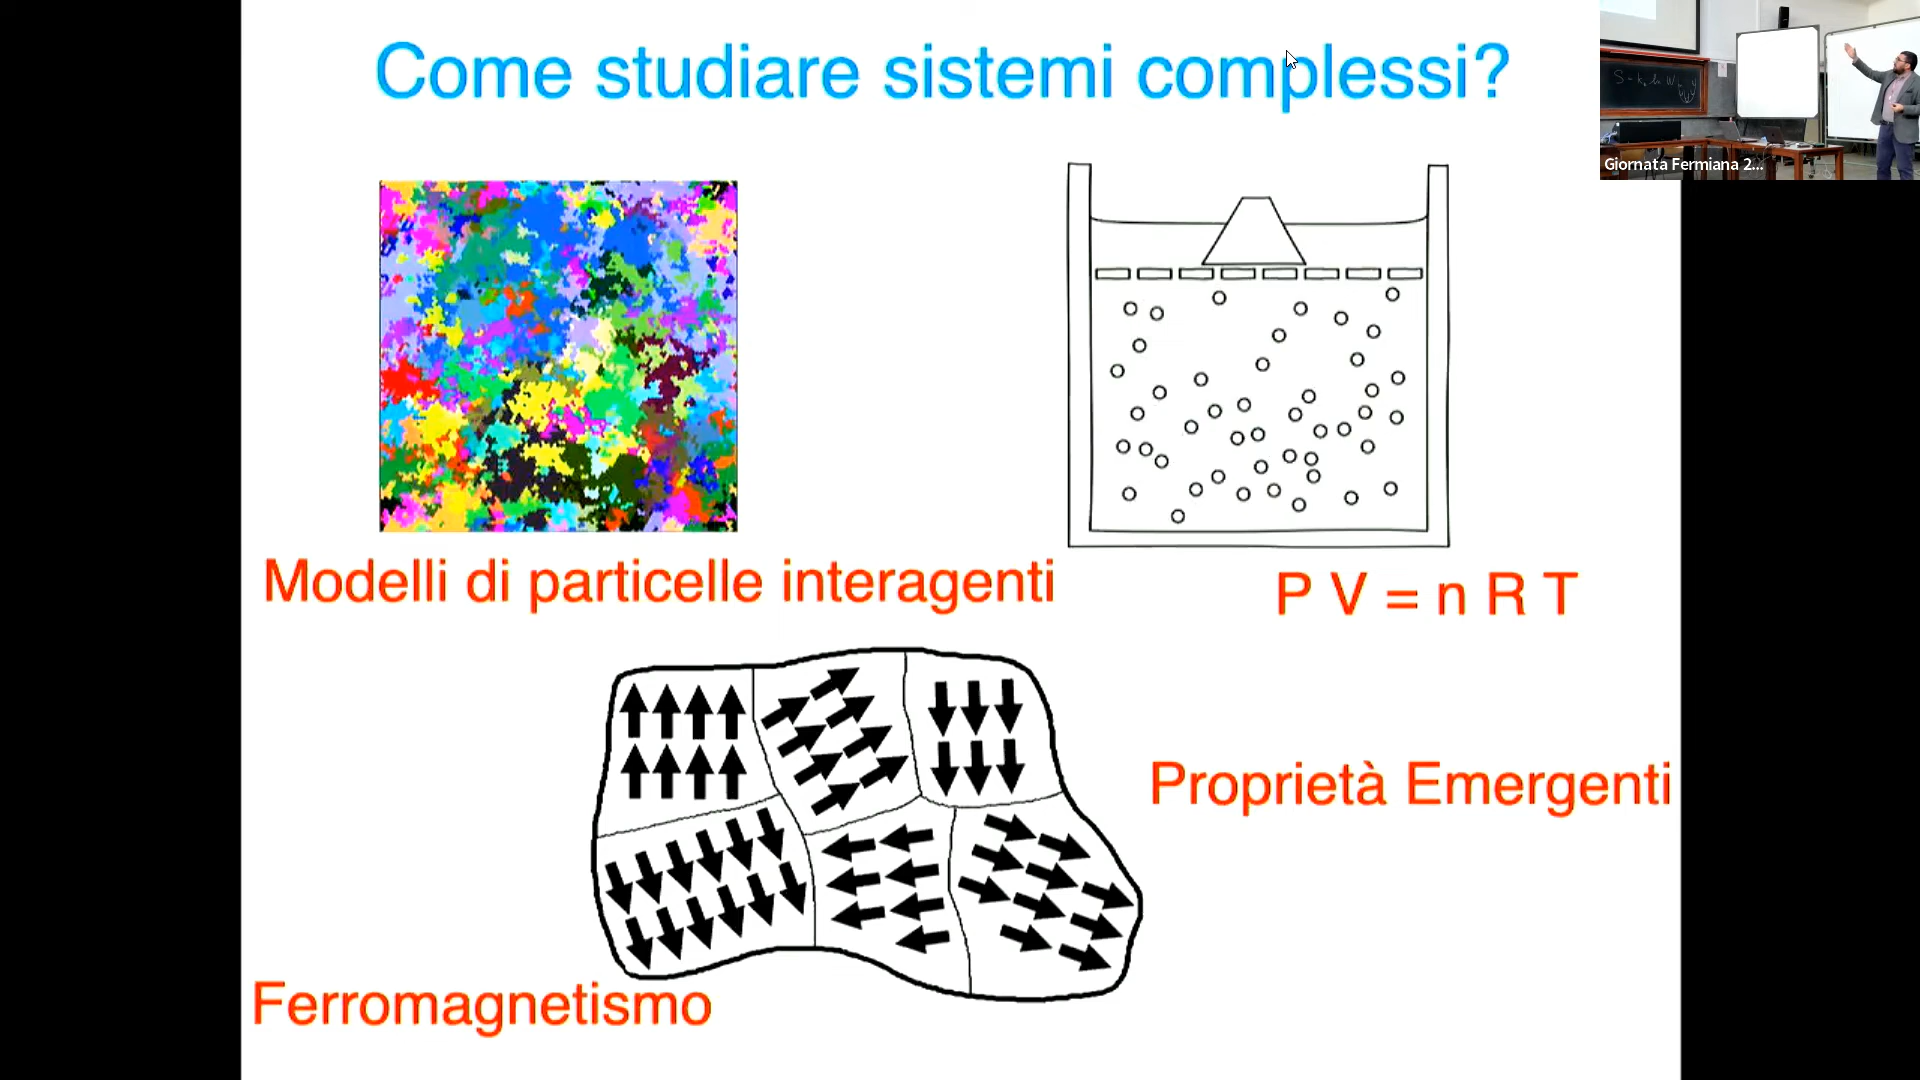 Come studiare sistemi complessi?
Giornata Fermiana 2...
Modelli di particelle interagenti
P V = n R T
Proprietà Emergenti
Ferromagnetismo